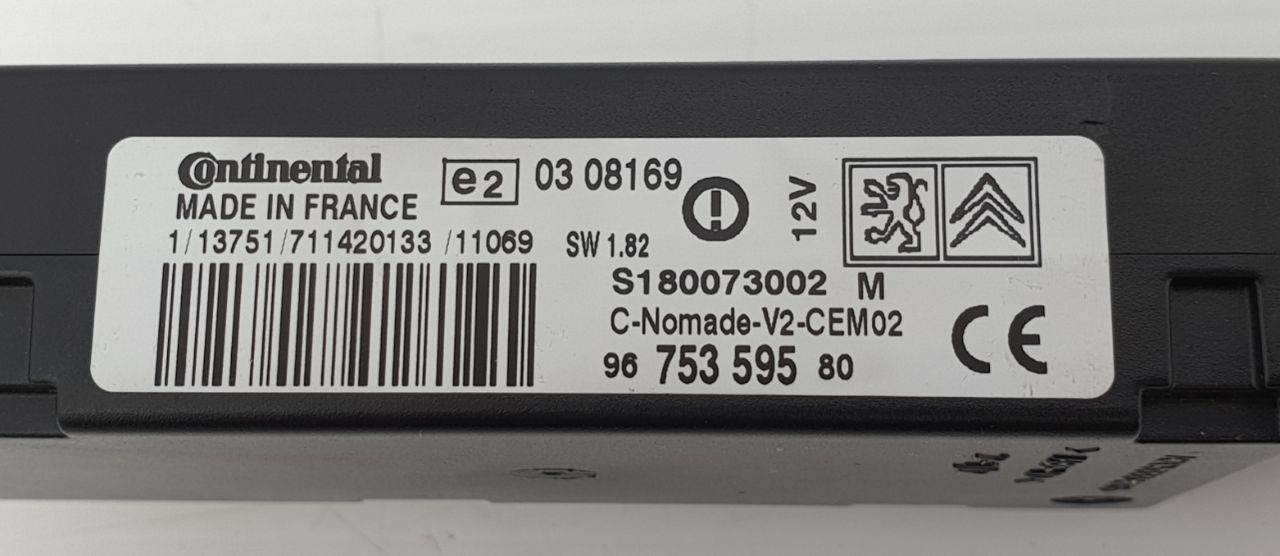 Continental
MADE IN FRANCE
e2 03 08169
12V
1/13751/711420133 /11069 SW 1.82
S180073002 M
C-Nomade-V2-CEM02
96 753 595 80
CE